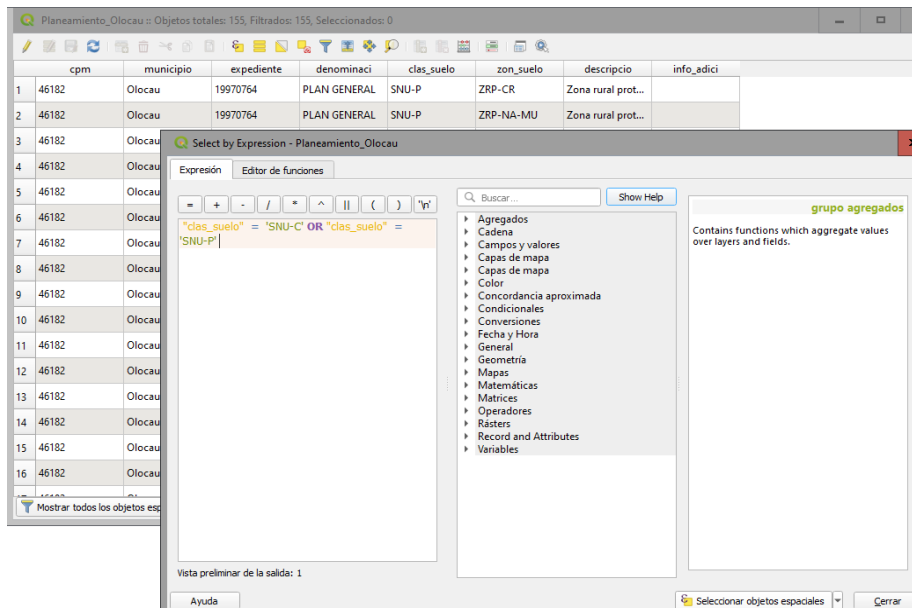 Planeamiento_Olocau :: Objetos totales: 155, Filtrados: 155, Seleccionados: 0
cpm municipio expediente denominaci clas_suelo zon_suelo descripcio info_adici
1 46182 Olocau 19970764 PLAN GENERAL SNU-P ZRP-CR Zona rural prot...
2 46182 Olocau 19970764 PLAN GENERAL SNU-P ZRP-NA-MU Zona rural prot...
3 46182 Olocau
4 46182 Olocau
5 46182 Olocau
6 46182 Olocau
7 46182 Olocau
8 46182 Olocau
9 46182 Olocau
10 46182 Olocau
11 46182 Olocau
12 46182 Olocau
13 46182 Olocau
14 46182 Olocau
15 46182 Olocau
16 46182 Olocau
Mostrar todos los objetos esp
Select by Expression - Planeamiento_Olocau
Expresión Editor de funciones
= + - / * ^ || ( ) '\n'
"clas_suelo" = 'SNU-C' OR "clas_suelo" =
'SNU-P'
Vista preliminar de la salida: 1
Ayuda
Buscar... Show Help
Agregados
Cadena
Campos y valores
Capas de mapa
Capas de mapa
Color
Concordancia aproximada
Condicionales
Conversiones
Fecha y Hora
General
Geometría
Mapas
Matemáticas
Matrices
Operadores
Rásters
Record and Attributes
Variables
grupo agregados
Contains functions which aggregate values
over layers and fields.
Seleccionar objetos espaciales Cerrar